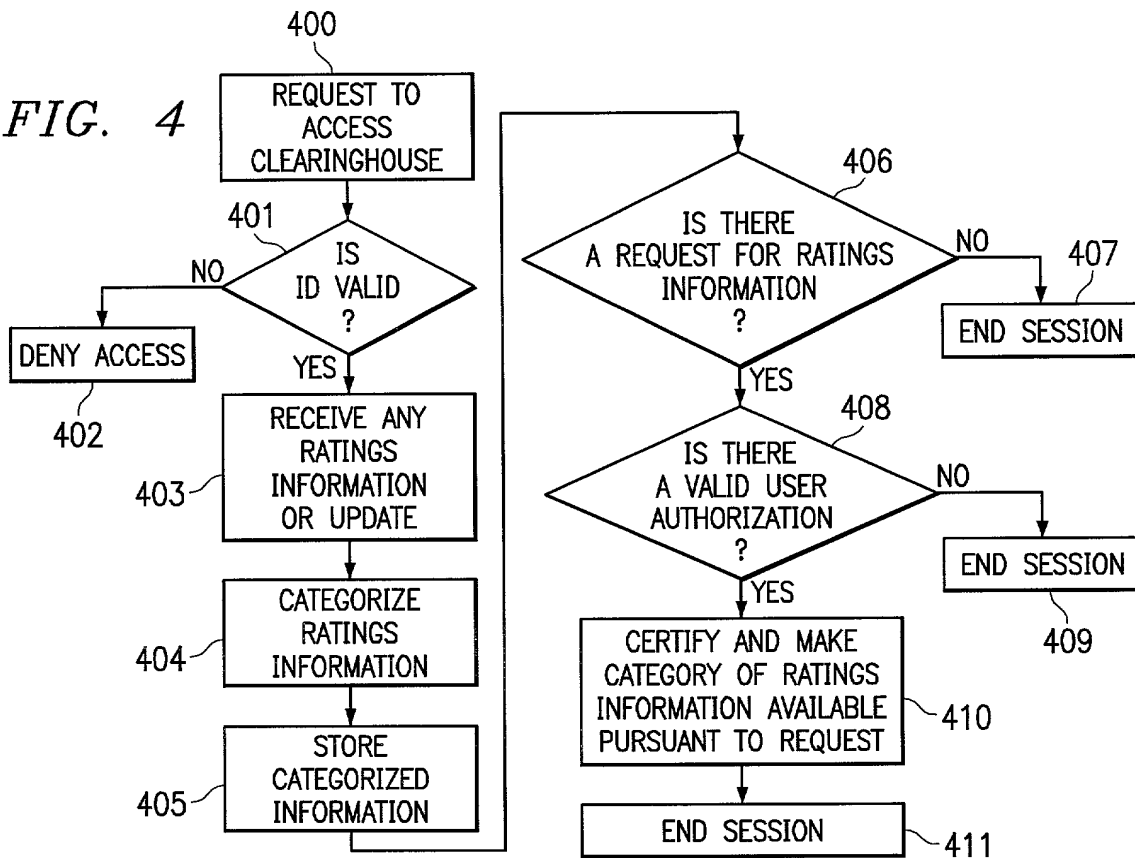 FIG. 4
400
REQUEST TO
ACCESS
CLEARINGHOUSE
401
IS
ID VALID
?
NO
DENY ACCESS
402
YES
RECEIVE ANY
RATINGS
INFORMATION
OR UPDATE
403
CATEGORIZE
RATINGS
INFORMATION
404
STORE
CATEGORIZED
INFORMATION
405
406
IS THERE
A REQUEST FOR RATINGS
INFORMATION
?
NO
407
END SESSION
YES
408
IS THERE
A VALID USER
AUTHORIZATION
?
NO
END SESSION
409
YES
CERTIFY AND MAKE
CATEGORY OF RATINGS
INFORMATION AVAILABLE
PURSUANT TO REQUEST
410
END SESSION
411